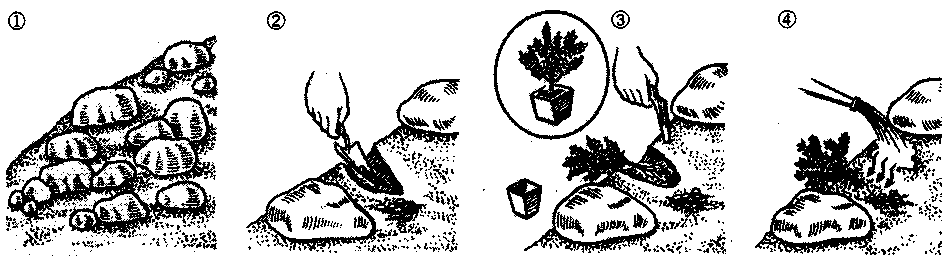 ① ② ③ ④